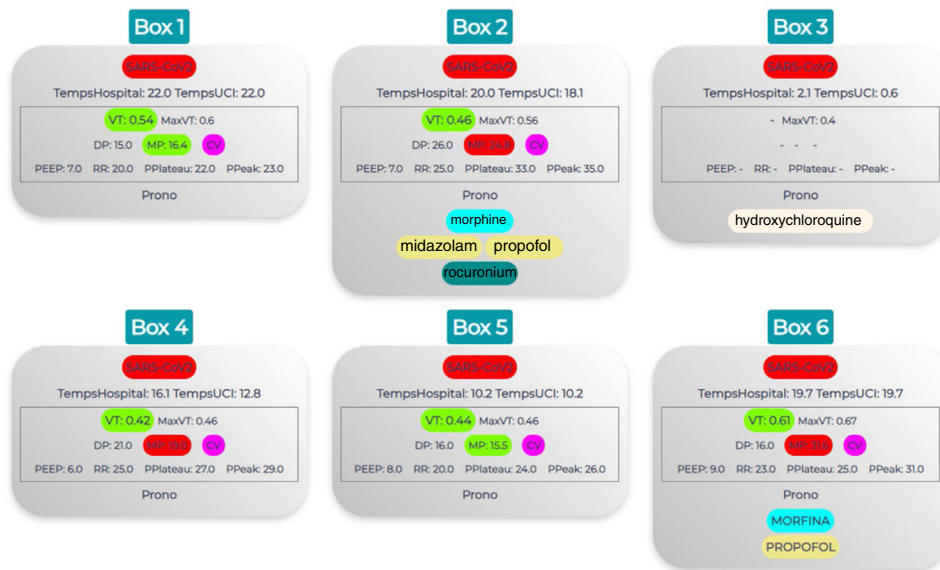 Box 1
SARS-CoV2
TempsHospital: 22.0 TempsUCI: 22.0
VT: 0.54 MaxVT: 0.6
DP: 15.0 MP: 16.4 CV
PEEP: 7.0 RR: 20.0 PPlateau: 22.0 PPeak: 23.0
Prono
Box 2
SARS-CoV2
TempsHospital: 20.0 TempsUCI: 18.1
VT: 0.46 MaxVT: 0.56
DP: 26.0 MP: 24.8 CV
PEEP: 7.0 RR: 25.0 PPlateau: 33.0 PPeak: 35.0
Prono
morphine
midazolam propofol
rocuronium
Box 3
SARS-CoV2
TempsHospital: 2.1 TempsUCI: 0.6
- MaxVT: 0.4
- - -
PEEP: - RR: - PPlateau: - PPeak: -
Prono
hydroxychloroquine
Box 4
SARS-CoV2
TempsHospital: 16.1 TempsUCI: 12.8
VT: 0.42 MaxVT: 0.46
DP: 21.0 MP: 19.0 CV
PEEP: 6.0 RR: 25.0 PPlateau: 27.0 PPeak: 29.0
Prono
Box 5
SARS-CoV2
TempsHospital: 10.2 TempsUCI: 10.2
VT: 0.44 MaxVT: 0.46
DP: 16.0 MP: 15.5 CV
PEEP: 8.0 RR: 20.0 PPlateau: 24.0 PPeak: 26.0
Prono
Box 6
SARS-CoV2
TempsHospital: 19.7 TempsUCI: 19.7
VT: 0.61 MaxVT: 0.67
DP: 16.0 MP: 31.6 CV
PEEP: 9.0 RR: 23.0 PPlateau: 25.0 PPeak: 31.0
Prono
MORFINA
PROPOFOL